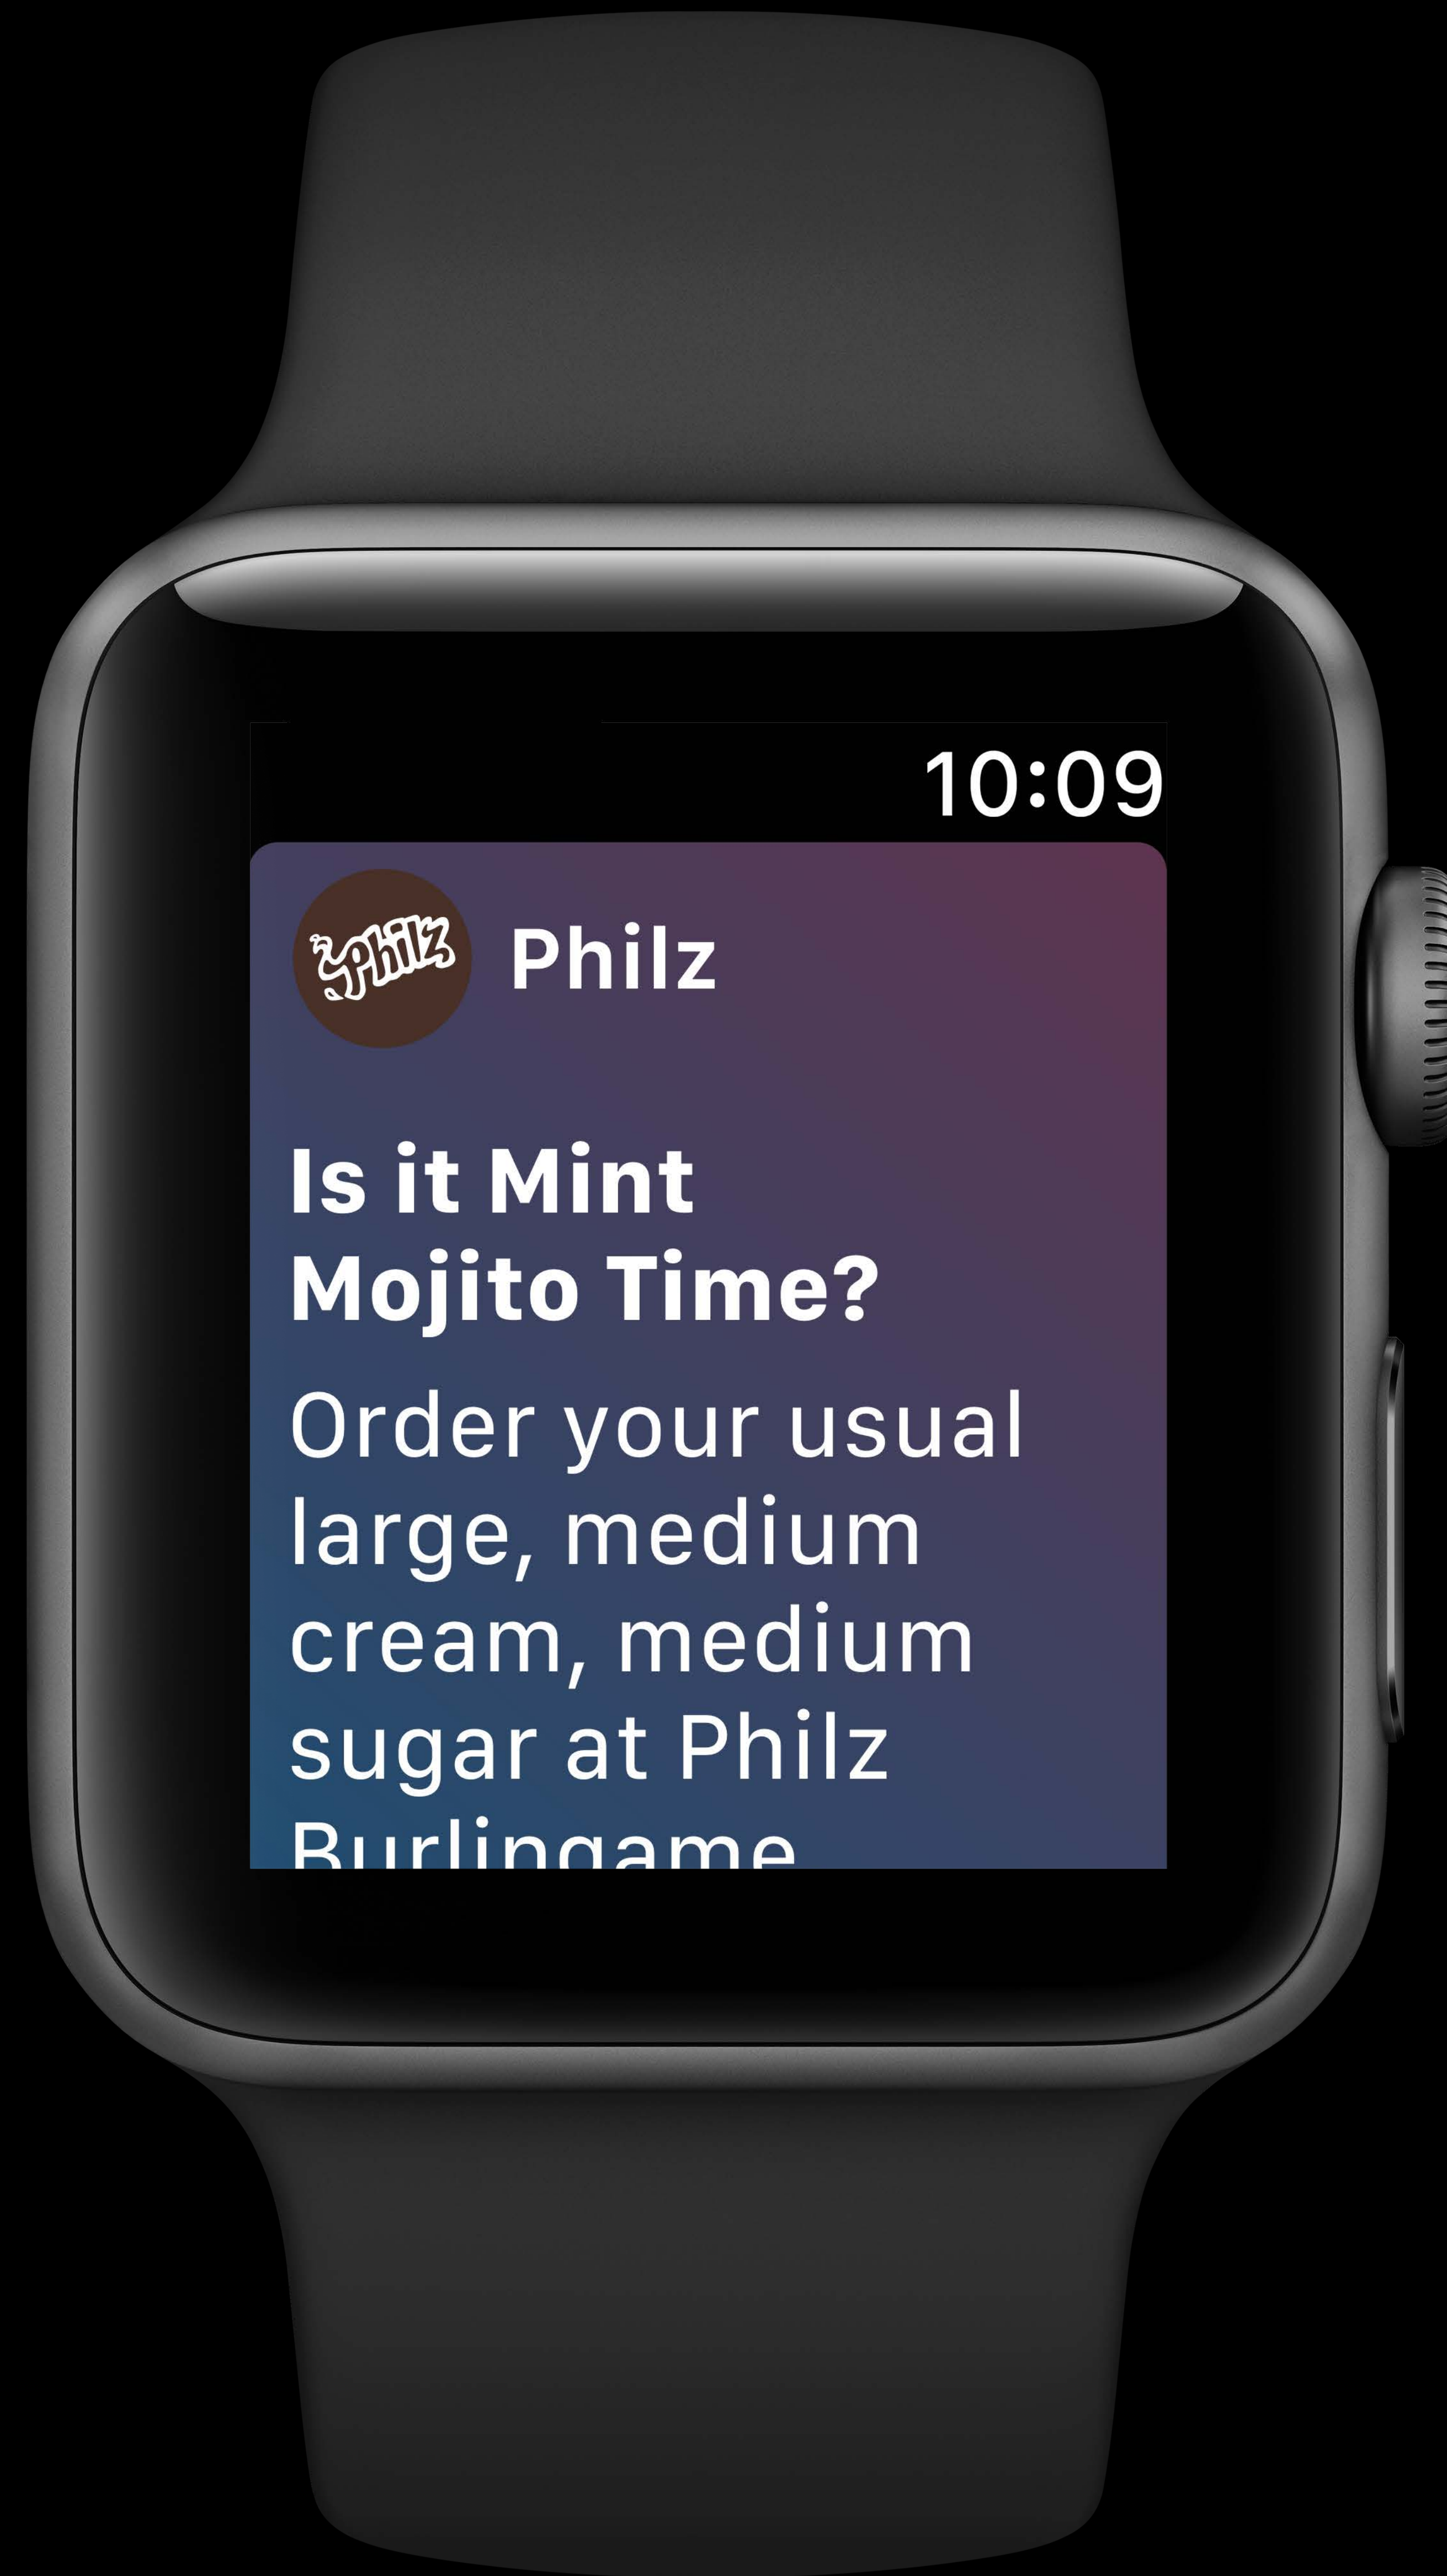 10:09
Philz
Philz
Is it Mint
Mojito Time?
Order your usual
large, medium
cream, medium
sugar at Philz
Burlingame